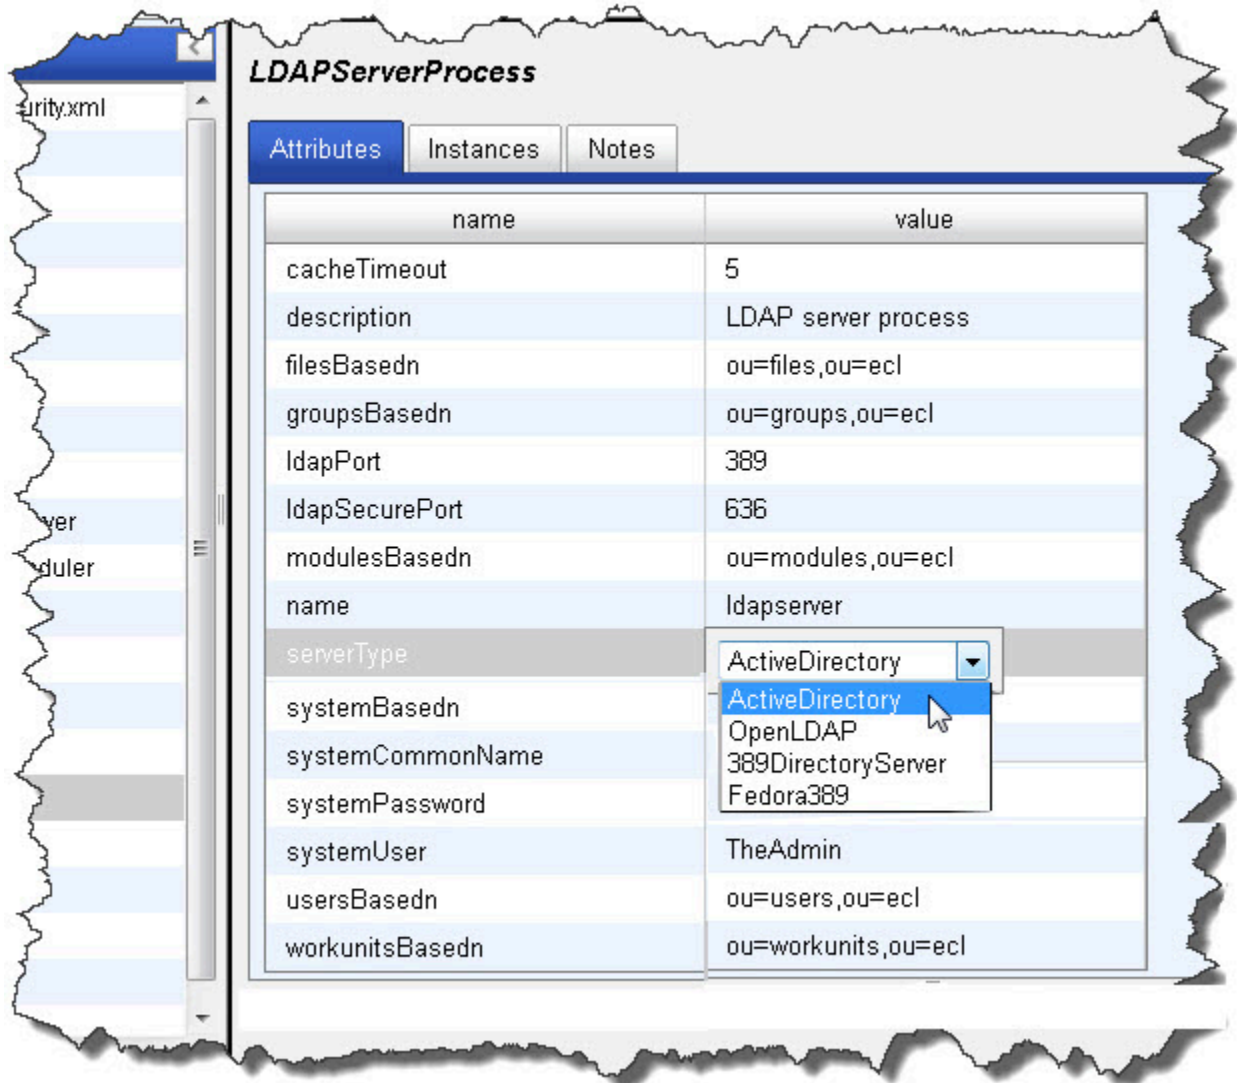 LDAPServerProcess
urity.xml
Attributes Instances Notes
name value
cacheTimeout 5
description LDAP server process
filesBasedn ou=files,ou=ecl
groupsBasedn ou=groups,ou=ecl
ldapPort 389
ldapSecurePort 636
ver
modulesBasedn ou=modules,ou=ecl
duler
name ldapserver
serverType ActiveDirectory
ActiveDirectory
systemBasedn
OpenLDAP
systemCommonName
389DirectoryServer
Fedora389
systemPassword
systemUser TheAdmin
usersBasedn ou=users,ou=ecl
workunitsBasedn ou=workunits,ou=ecl